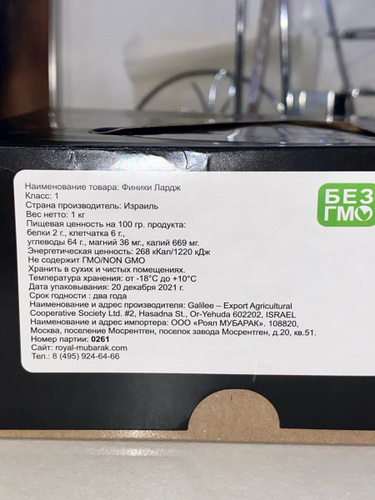 Наименование товара: Финики Лардж
Класс: 1
Страна производитель: Израиль
Вес нетто: 1 кг
Пищевая ценность на 100 гр. продукта:
белки 2 г., клетчатка 6 г.,
углеводы 64 г., магний 36 мг., калий 669 мг.
Энергетическая ценность: 268 кКал/1220 кДж
Не содержит ГМО/NON GMO
Хранить в сухих и чистых помещениях.
Температура хранения: от -18°С до +10°С
Дата упаковывания: 20 декабря 2021 г.
Срок годности : два года
Наименование и адрес производителя: Galilee – Export Agricultural
Cooperative Society Ltd. #2, Hasadna St., Or-Yehuda 602202, ISRAEL
Наименование и адрес импортера: ООО «Роял МУБАРАК». 108820,
Москва, поселение Мосрентген, поселок завода Мосрентген, д.20, кв.51.
Номер партии: 0261
Сайт: royal-mubarak.com
Тел.: 8 (495) 924-64-66
БЕЗ
ГМО